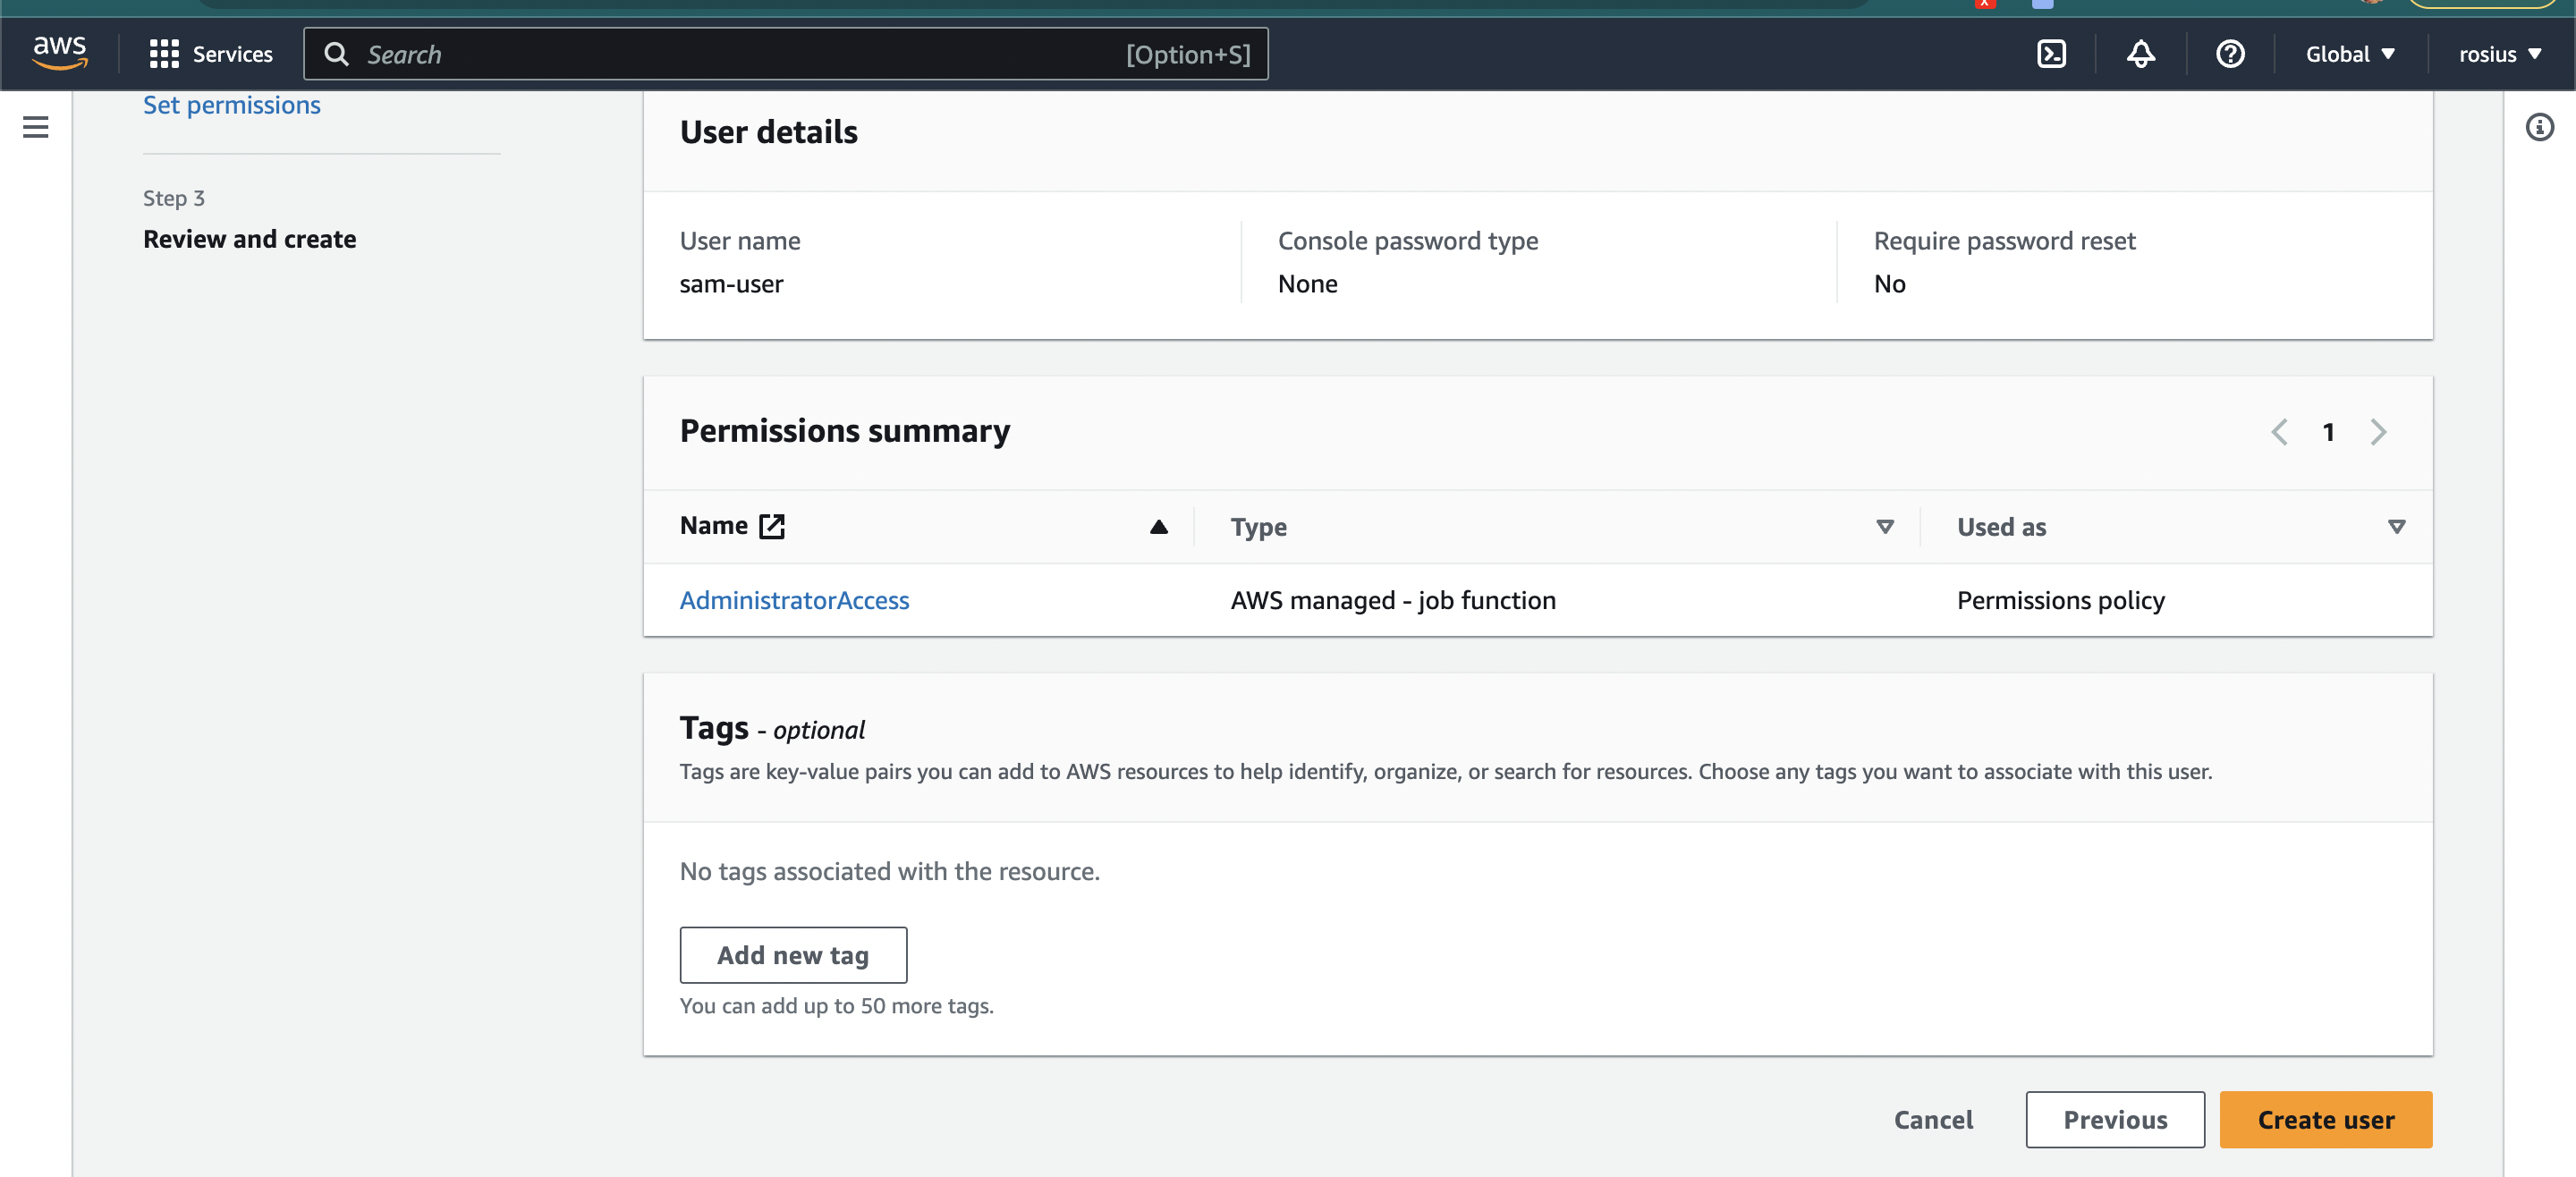 aws
Services
Search
[Option+S]
Global
rosius
Set permissions
Step 3
Review and create
User details
User name
sam-user
Console password type
None
Require password reset
No
Permissions summary
1
Name
Type
Used as
AdministratorAccess
AWS managed - job function
Permissions policy
Tags - optional
Tags are key-value pairs you can add to AWS resources to help identify, organize, or search for resources. Choose any tags you want to associate with this user.
No tags associated with the resource.
Add new tag
You can add up to 50 more tags.
Cancel
Previous
Create user